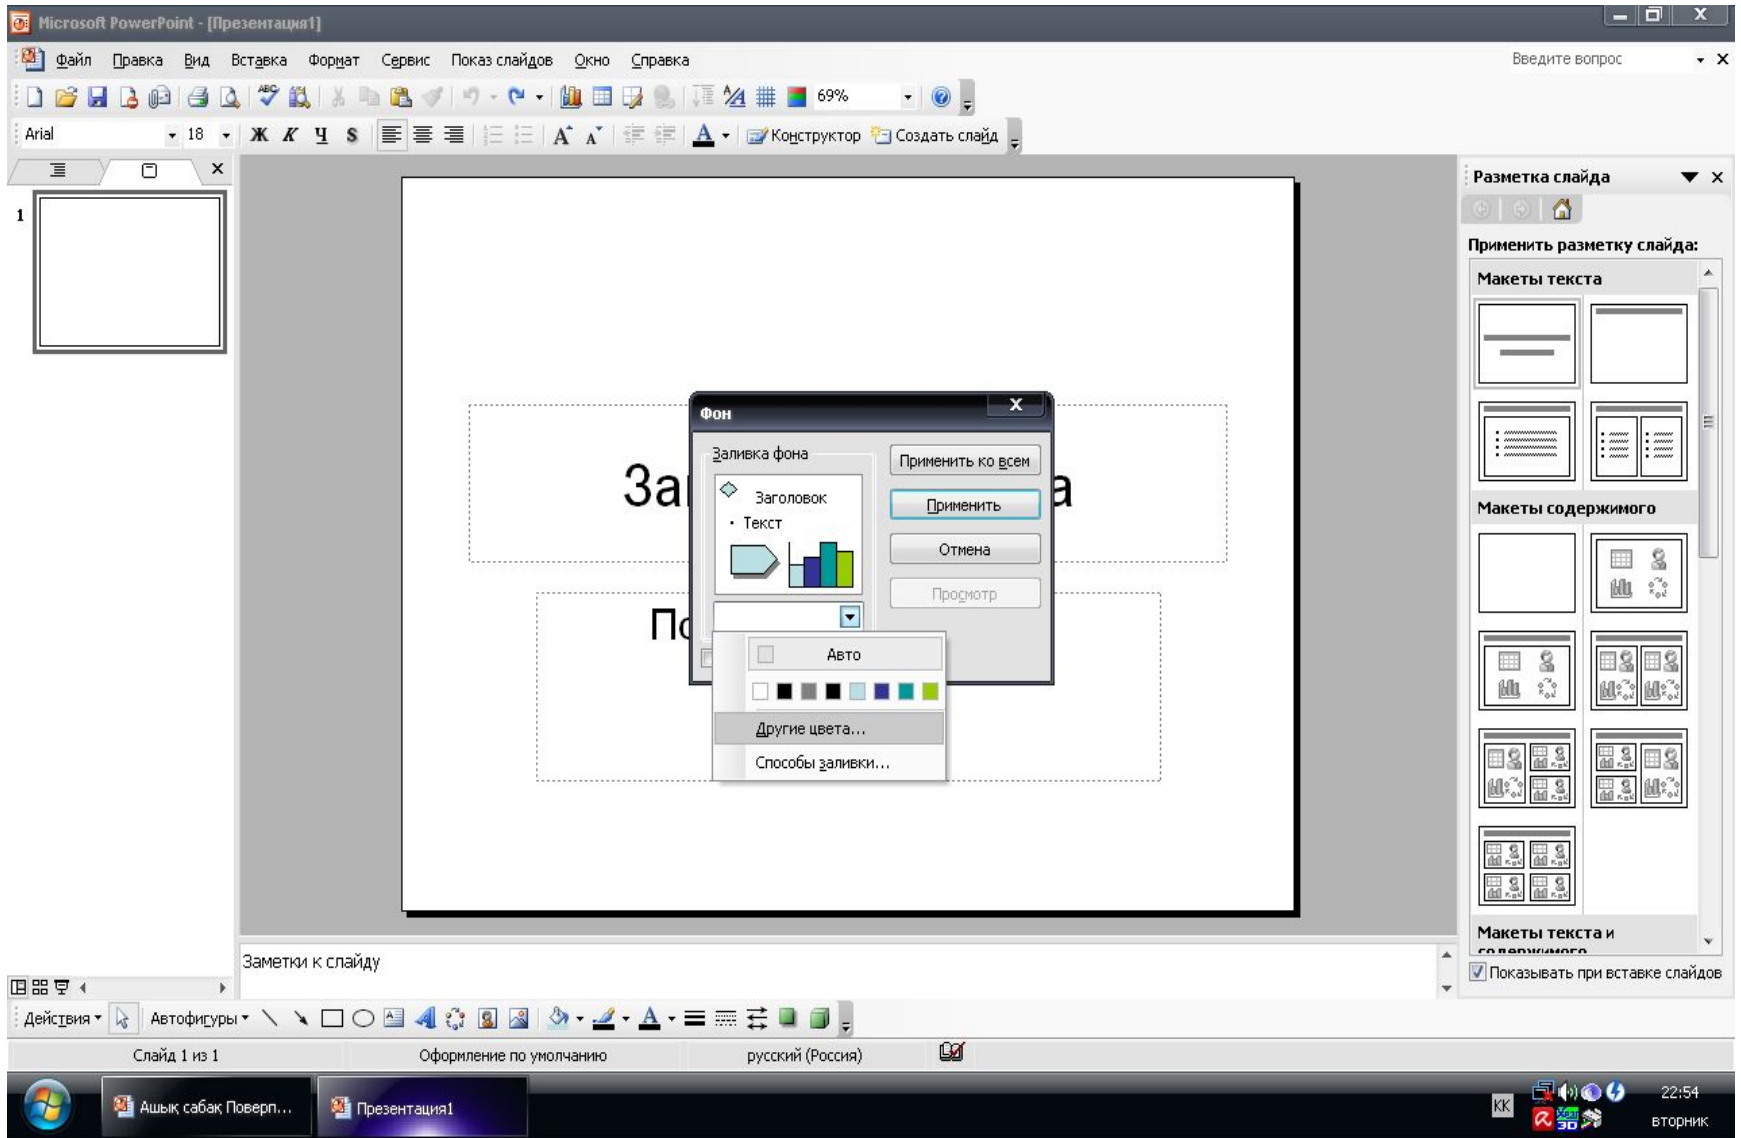 Microsoft PowerPoint - [Презентация1]
Файл Правка Вид Вставка Формат Сервис Показ слайдов Окно Справка
Введите вопрос
69%
Arial 18 Ж К Ч S Конструктор Создать слайд
Разметка слайда
1
Применить разметку слайда:
Макеты текста
Фон
Заливка фона
Применить ко всем
Заголовок
Применить
Текст
Макеты содержимого
Отмена
Просмотр
Авто
Другие цвета...
Способы заливки...
Макеты текста и
содержимого
Заметки к слайду
Показывать при вставке слайдов
Действия Автофигуры
Слайд 1 из 1 Оформление по умолчанию русский (Россия)
Ашық сабақ Поверп... Презентация1
KK
22:54
вторник